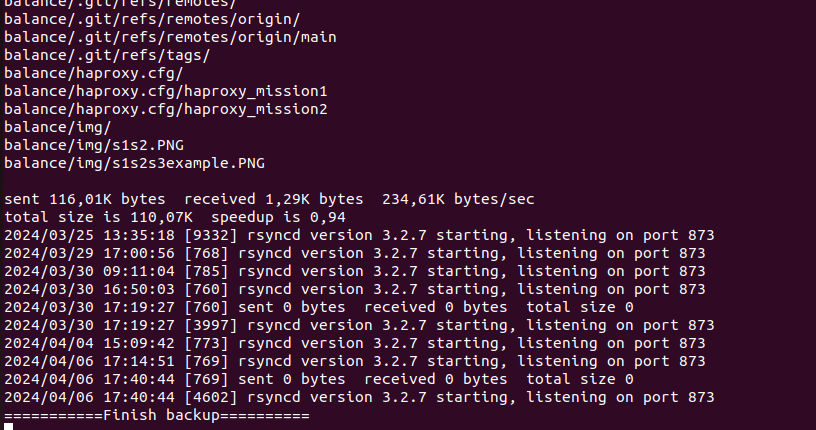 balance/.git/refs/remotes/
balance/.git/refs/remotes/origin/
balance/.git/refs/remotes/origin/main
balance/.git/refs/tags/
balance/haproxy.cfg/
balance/haproxy.cfg/haproxy_mission1
balance/haproxy.cfg/haproxy_mission2
balance/img/
balance/img/s1s2.PNG
balance/img/s1s2s3example.PNG

sent 116,01K bytes  received 1,29K bytes  234,61K bytes/sec
total size is 110,07K  speedup is 0,94
2024/03/25 13:35:18 [9332] rsyncd version 3.2.7 starting, listening on port 873
2024/03/29 17:00:56 [768] rsyncd version 3.2.7 starting, listening on port 873
2024/03/30 09:11:04 [785] rsyncd version 3.2.7 starting, listening on port 873
2024/03/30 16:50:03 [760] rsyncd version 3.2.7 starting, listening on port 873
2024/03/30 17:19:27 [760] sent 0 bytes  received 0 bytes  total size 0
2024/03/30 17:19:27 [3997] rsyncd version 3.2.7 starting, listening on port 873
2024/04/04 15:09:42 [773] rsyncd version 3.2.7 starting, listening on port 873
2024/04/06 17:14:51 [769] rsyncd version 3.2.7 starting, listening on port 873
2024/04/06 17:40:44 [769] sent 0 bytes  received 0 bytes  total size 0
2024/04/06 17:40:44 [4602] rsyncd version 3.2.7 starting, listening on port 873
===========Finish backup==========